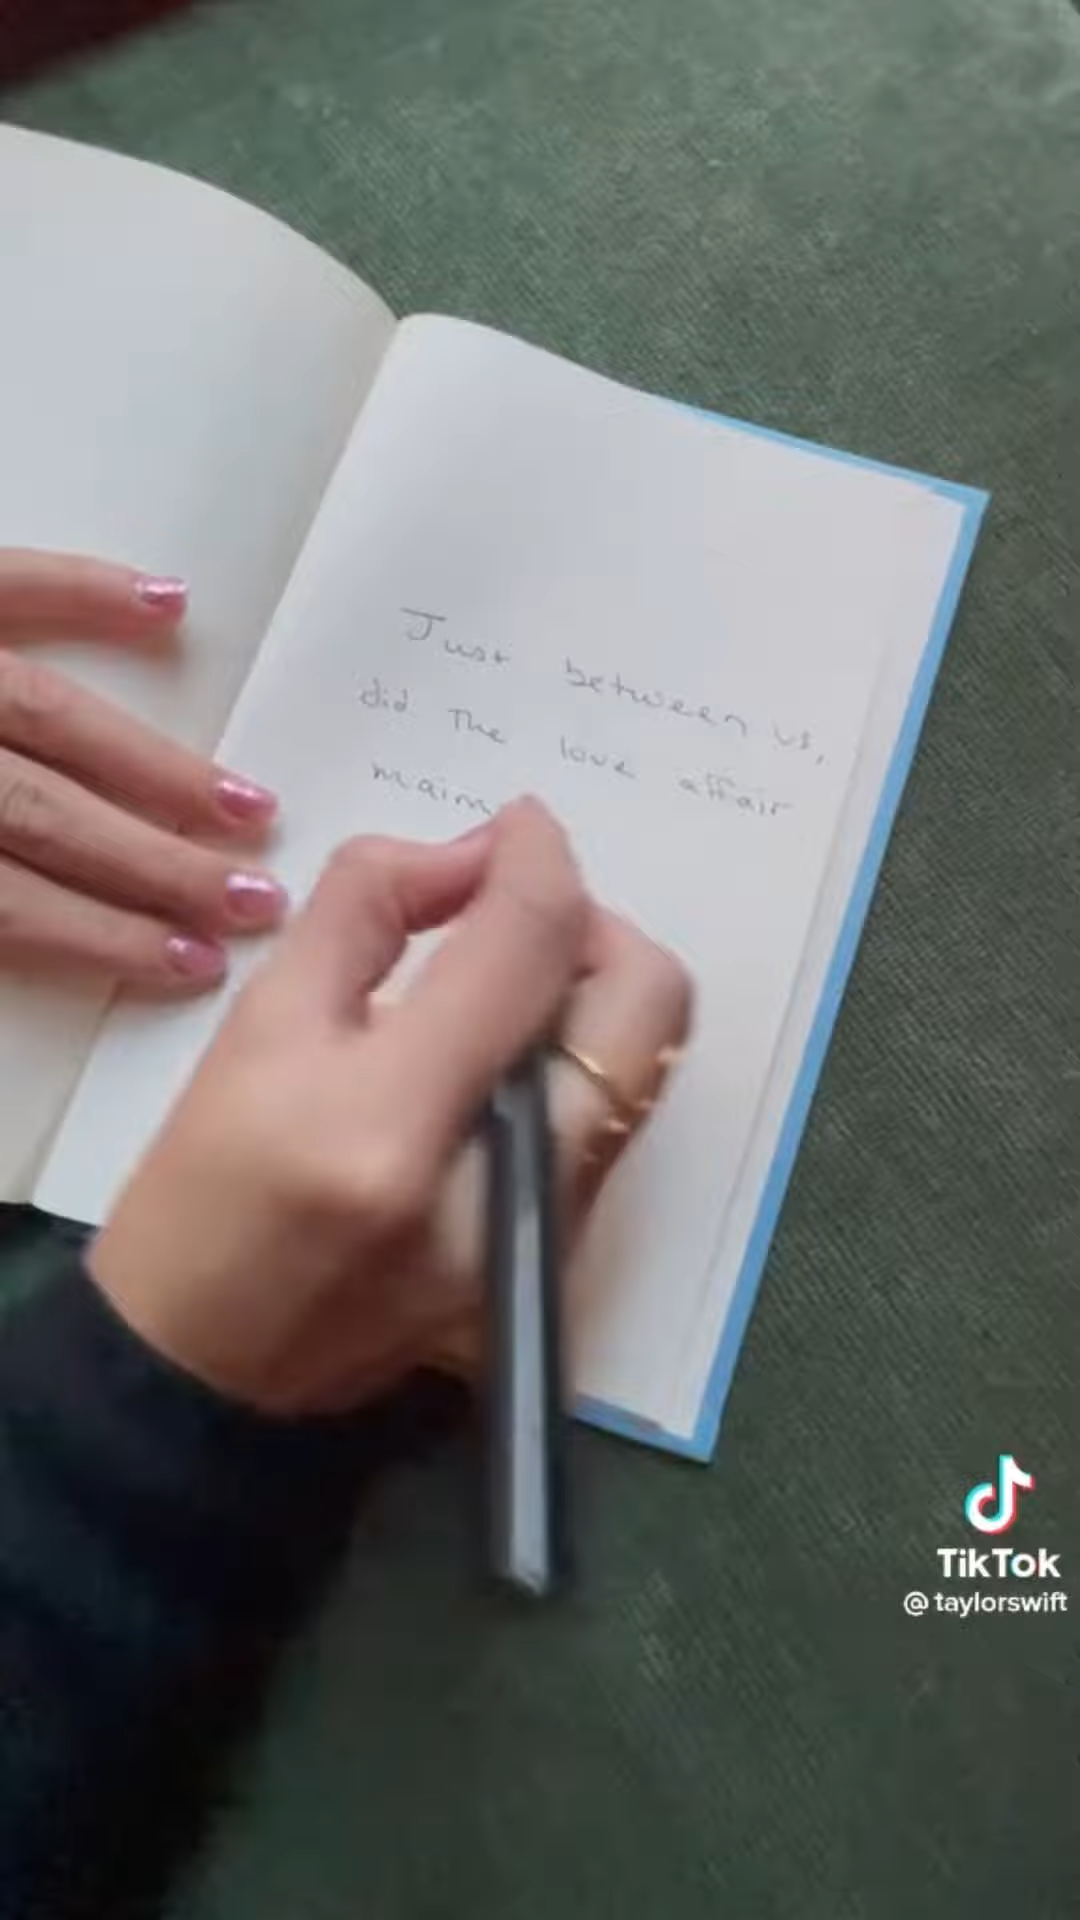 Just between us,
did the love affair
maim
TikTok
@taylorswift